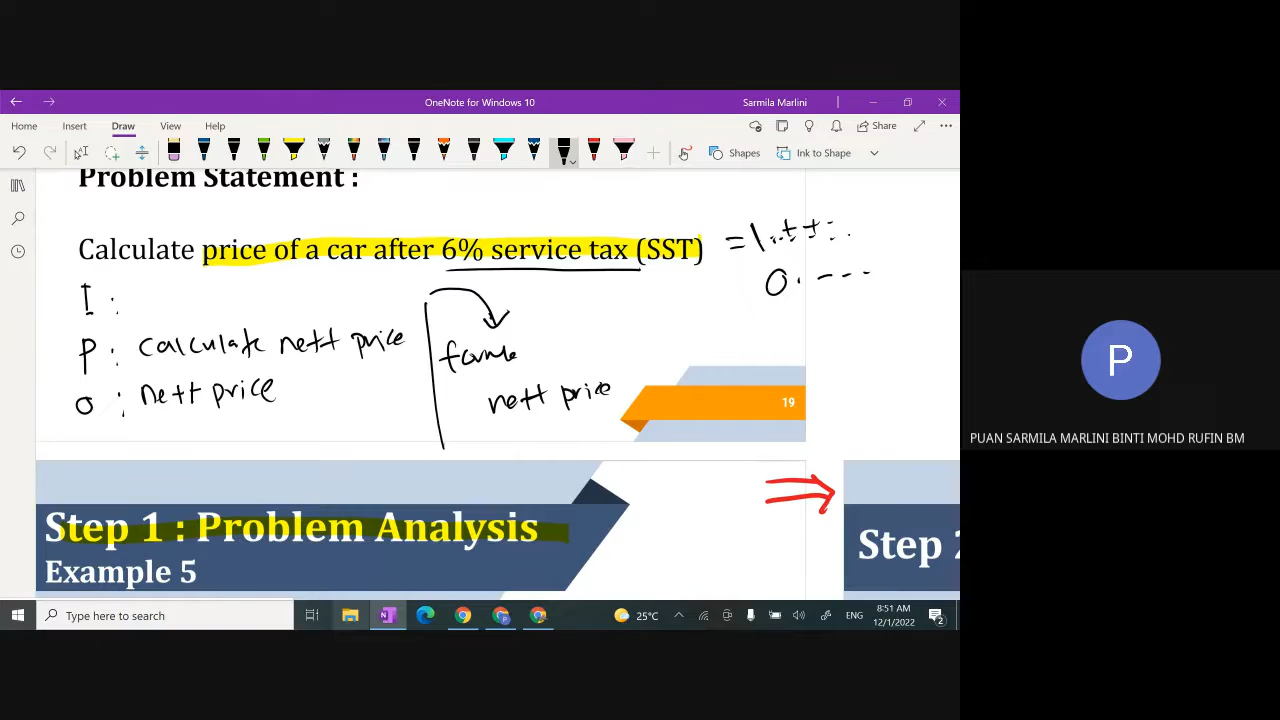 OneNote for Windows 10
Sarmila Marlini
Home Insert Draw View Help
Share
Shapes
Ink to Shape
Problem Statement :
Calculate price of a car after 6% service tax (SST)
I :
P : calculate nett price
O : nett price
nett price
19
Step 1 : Problem Analysis
Example 5
Step
P
PUAN SARMILA MARLINI BINTI MOHD RUFIN BM
Type here to search
25°C
ENG
8:51 AM
12/1/2022
2